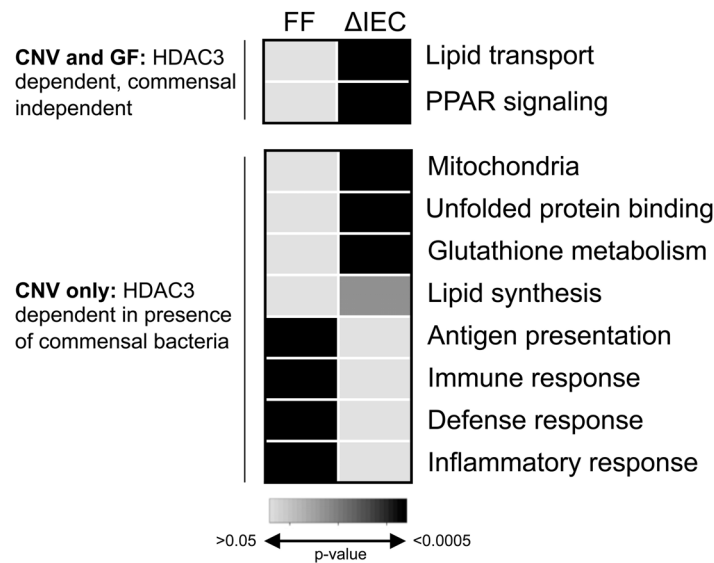 FF ΔIEC
CNV and GF: HDAC3
dependent, commensal
independent
Lipid transport
PPAR signaling
CNV only: HDAC3
dependent in presence
of commensal bacteria
Mitochondria
Unfolded protein binding
Glutathione metabolism
Lipid synthesis
Antigen presentation
Immune response
Defense response
Inflammatory response
>0.05 <0.0005
p-value